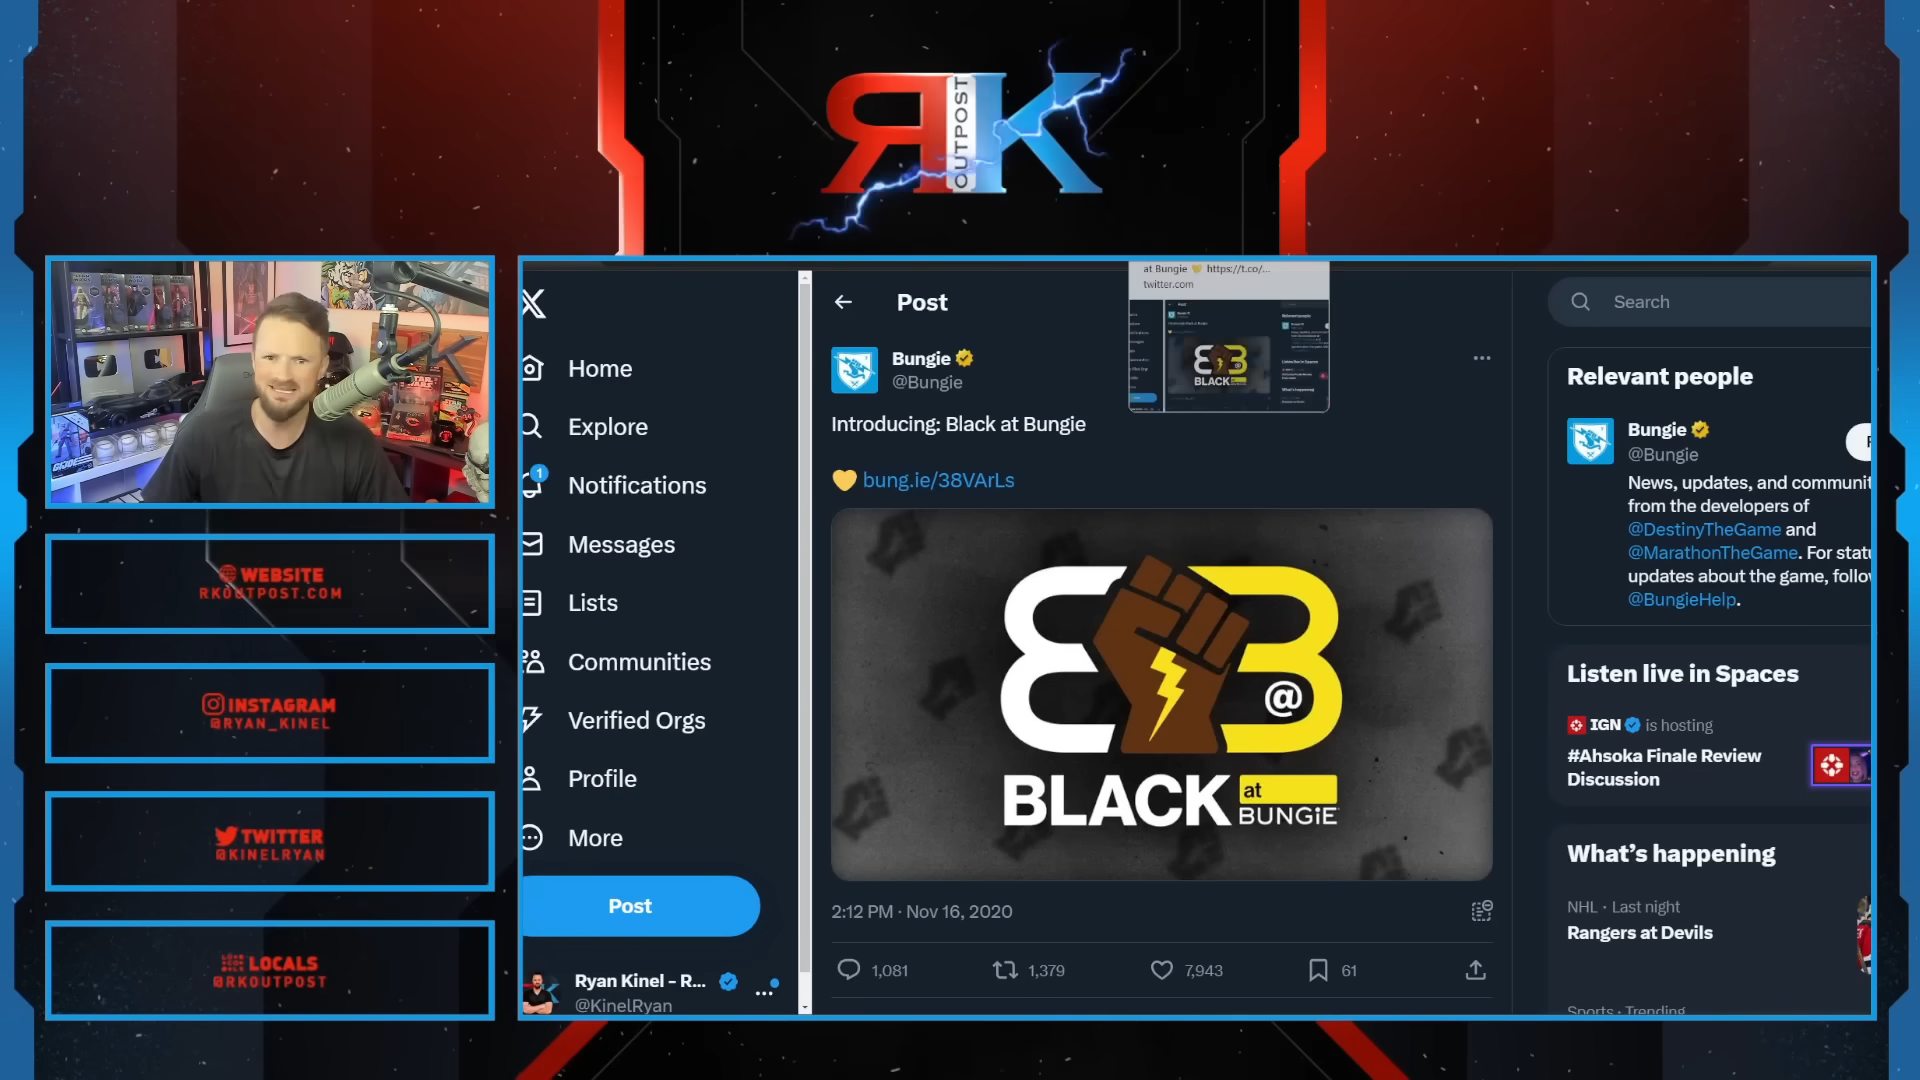 RK
OUTPOST
WEBSITE
RKOUTPOST.COM
INSTAGRAM
@RYAN_KINEL
TWITTER
@KINELRYAN
LOCALS
@RKOUTPOST
X
Home
Explore
1
Notifications
Messages
Lists
Communities
Verified Orgs
Profile
More
Post
Ryan Kinel - R...
@KinelRyan
Post
at Bungie 💛 https://t.co/...
twitter.com
Bungie
@Bungie
Introducing: Black at Bungie
💛 bung.ie/38VArLs
@
BLACK at BUNGiE
2:12 PM · Nov 16, 2020
1,081
1,379
7,943
61
Search
Relevant people
Bungie
@Bungie
News, updates, and communit
from the developers of
@DestinyTheGame and
@MarathonTheGame. For statu
updates about the game, follow
@BungieHelp.
Listen live in Spaces
IGN is hosting
#Ahsoka Finale Review
Discussion
What's happening
NHL · Last night
Rangers at Devils
Sports · Trending